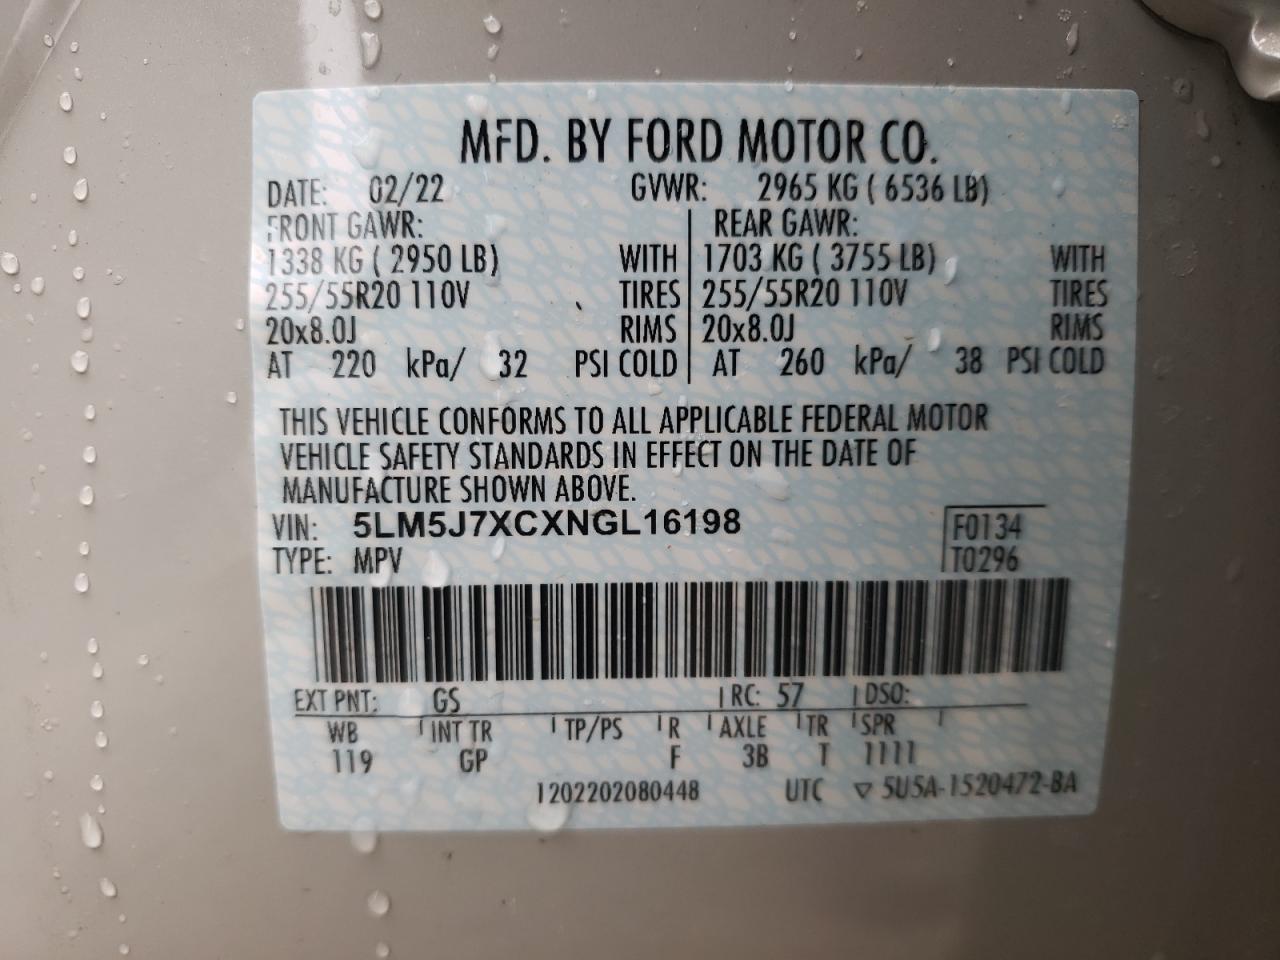 MFD. BY FORD MOTOR CO.
DATE: 02/22 GVWR: 2965 KG ( 6536 LB)
FRONT GAWR: REAR GAWR:
1338 KG ( 2950 LB) WITH 1703 KG ( 3755 LB) WITH
255/55R20 110V TIRES 255/55R20 110V TIRES
20x8.0J RIMS 20x8.0J RIMS
AT 220 kPa/ 32 PSI COLD AT 260 kPa/ 38 PSI COLD
THIS VEHICLE CONFORMS TO ALL APPLICABLE FEDERAL MOTOR
VEHICLE SAFETY STANDARDS IN EFFECT ON THE DATE OF
MANUFACTURE SHOWN ABOVE.
VIN: 5LM5J7XCXNGL16198 F0134
TYPE: MPV T0296
EXT PNT: GS RC: 57 DSO:
WB INT TR TP/PS R AXLE TR SPR
119 GP F 3B T 1111
1202202080448 UTC ▽ 5U5A-1520472-BA